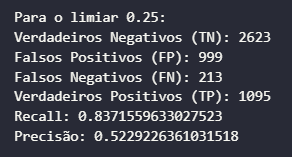 Para o limiar 0.25:
Verdadeiros Negativos (TN): 2623
Falsos Positivos (FP): 999
Falsos Negativos (FN): 213
Verdadeiros Positivos (TP): 1095
Recall: 0.8371559633027523
Precisão: 0.5229226361031518